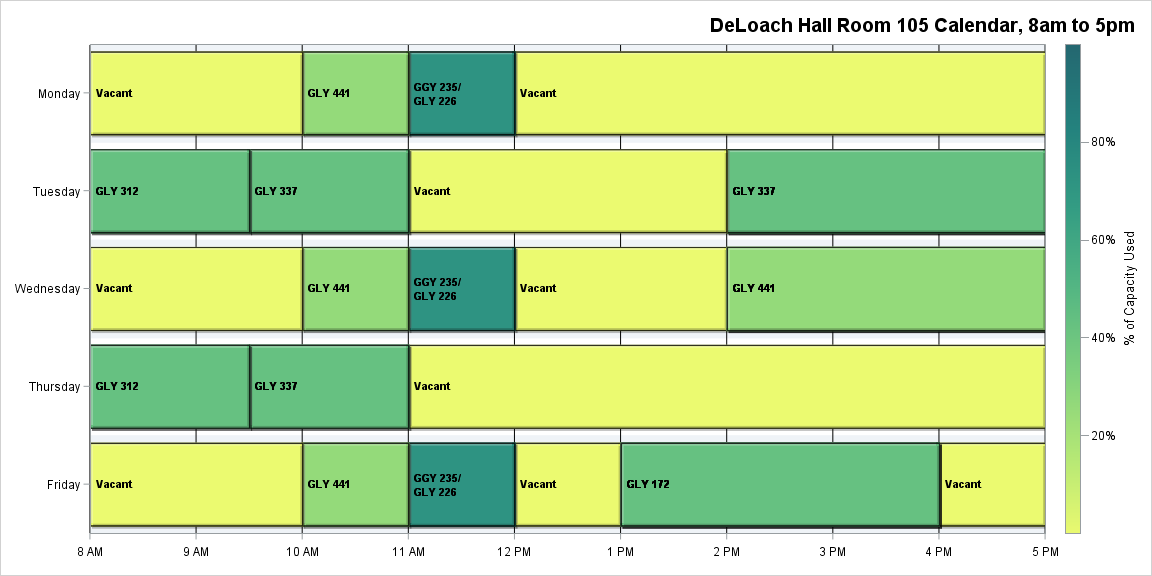 DeLoach Hall Room 105 Calendar, 8am to 5pm
Monday
Vacant
GLY 441
GGY 235/
GLY 226
Vacant
Tuesday
GLY 312
GLY 337
Vacant
GLY 337
Wednesday
Vacant
GLY 441
GGY 235/
GLY 226
Vacant
GLY 441
Thursday
GLY 312
GLY 337
Vacant
Friday
Vacant
GLY 441
GGY 235/
GLY 226
Vacant
GLY 172
Vacant
8 AM
9 AM
10 AM
11 AM
12 PM
1 PM
2 PM
3 PM
4 PM
5 PM
80%
60%
40%
20%
% of Capacity Used